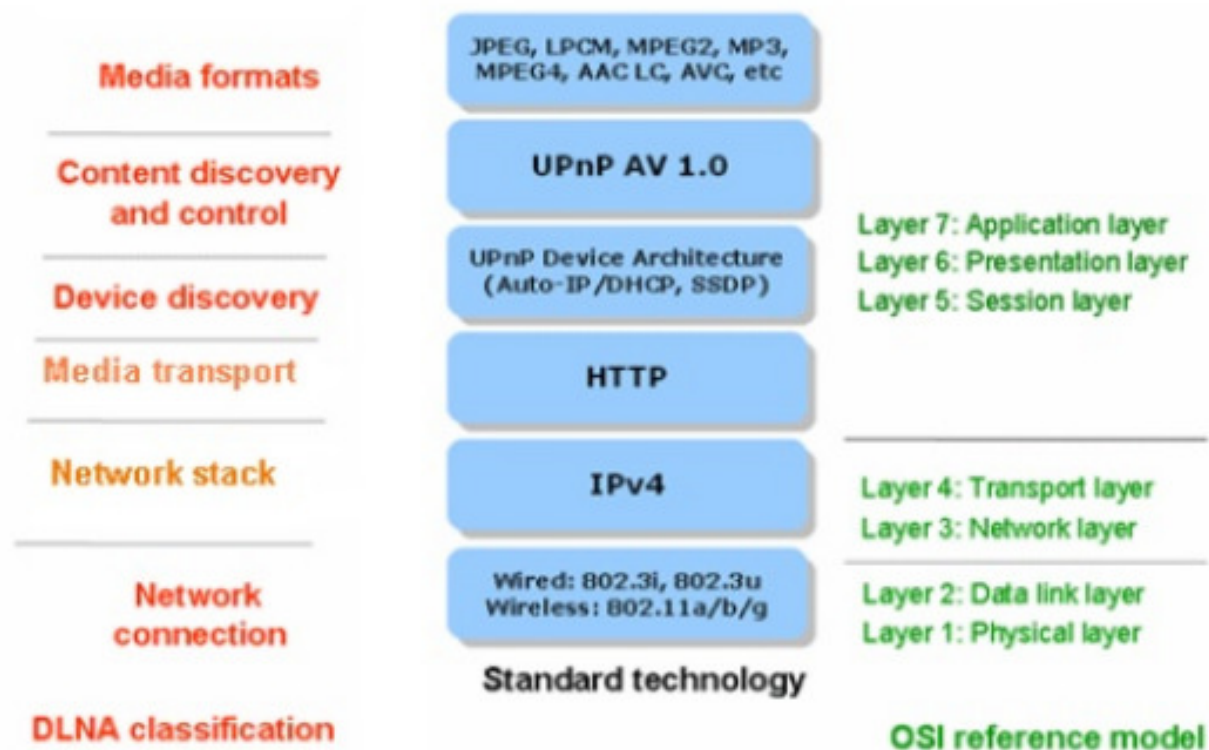 Media formats
JPEG, LPCM, MPEG2, MP3,
MPEG4, AAC LC, AVC, etc
Content discovery
and control
UPnP AV 1.0
Device discovery
UPnP Device Architecture
(Auto-IP/DHCP, SSDP)
Layer 7: Application layer
Layer 6: Presentation layer
Layer 5: Session layer
Media transport
HTTP
Network stack
IPv4
Layer 4: Transport layer
Layer 3: Network layer
Network
connection
Wired: 802.3i, 802.3u
Wireless: 802.11a/b/g
Layer 2: Data link layer
Layer 1: Physical layer
Standard technology
DLNA classification
OSI reference model